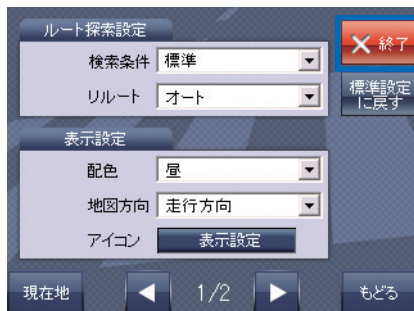 ルート探索設定
検索条件 標準
リルート オート
表示設定
配色 昼
地図方向 走行方向
アイコン 表示設定
終了
標準設定
に戻す
現在地 1/2 もどる